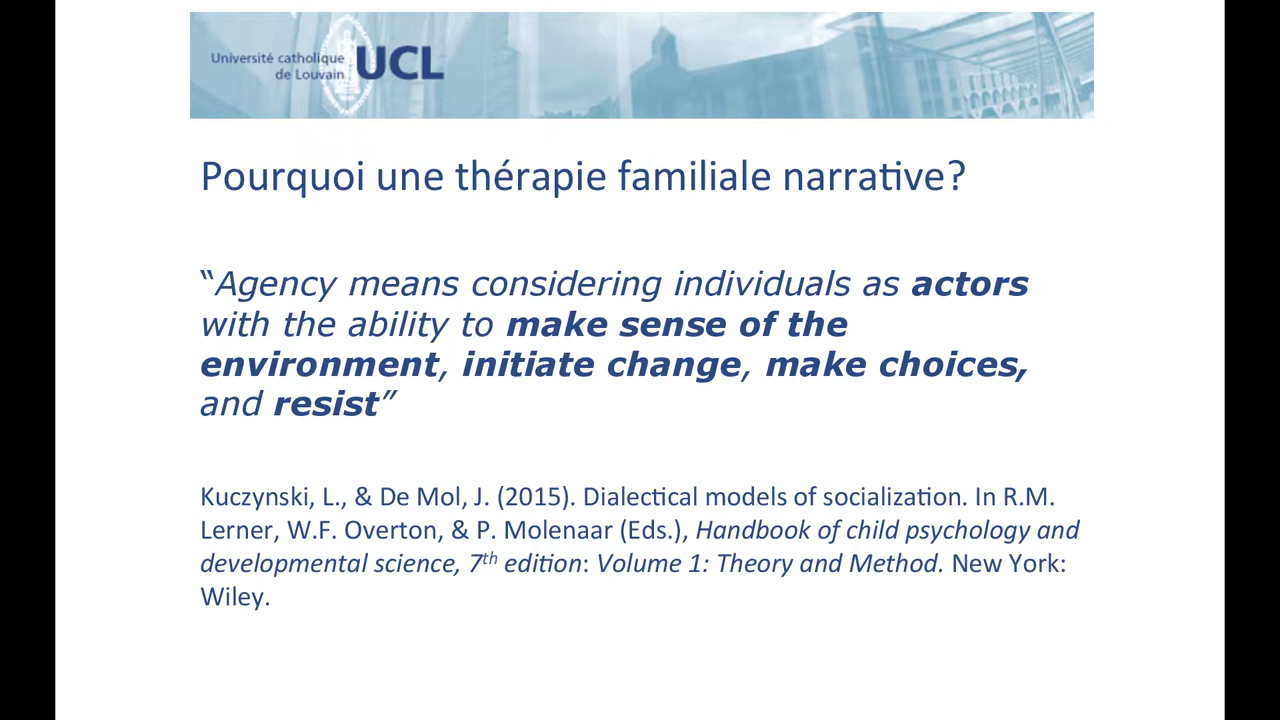 Université catholique
de Louvain
UCL
Pourquoi une thérapie familiale narrative?
“Agency means considering individuals as actors
with the ability to make sense of the
environment, initiate change, make choices,
and resist”
Kuczynski, L., & De Mol, J. (2015). Dialectical models of socialization. In R.M.
Lerner, W.F. Overton, & P. Molenaar (Eds.), Handbook of child psychology and
developmental science, 7th edition: Volume 1: Theory and Method. New York:
Wiley.